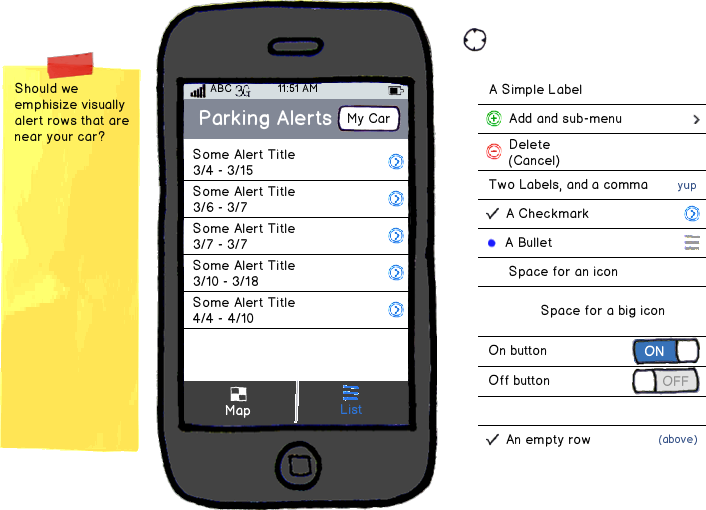 Should we
emphisize visually
alert rows that are
near your car?
ABC 3G 11:51 AM
Parking Alerts My Car
Some Alert Title
3/4 - 3/15
Some Alert Title
3/6 - 3/7
Some Alert Title
3/7 - 3/7
Some Alert Title
3/10 - 3/18
Some Alert Title
4/4 - 4/10
Map List
A Simple Label
Add and sub-menu
Delete
(Cancel)
Two Labels, and a comma yup
A Checkmark
A Bullet
Space for an icon
Space for a big icon
On button ON
Off button OFF
An empty row (above)